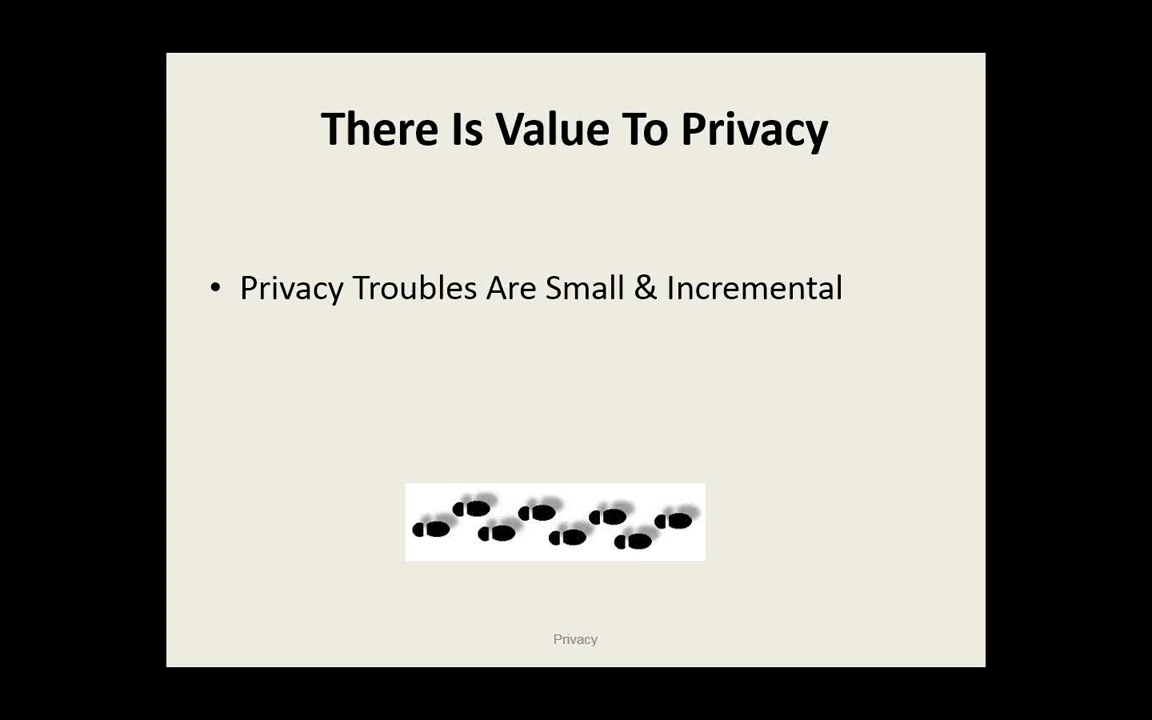 There Is Value To Privacy
• Privacy Troubles Are Small & Incremental
Privacy